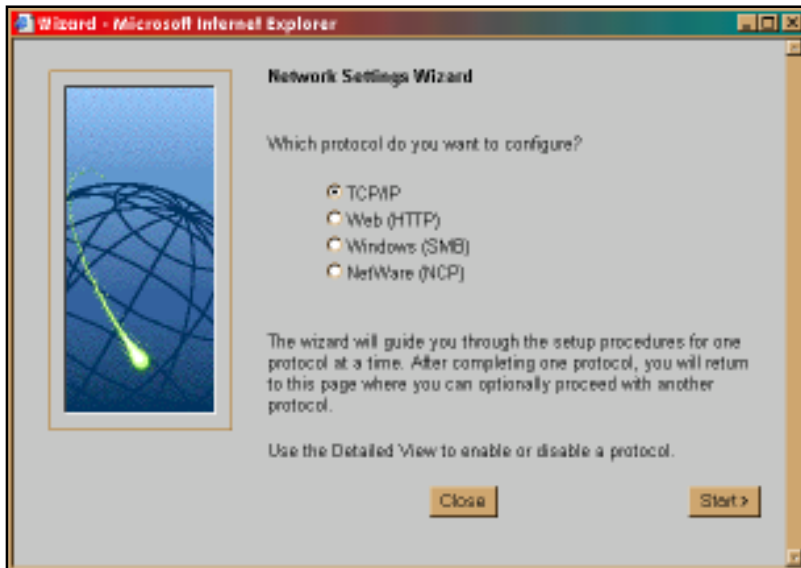 Wizard - Microsoft Internet Explorer
Network Settings Wizard
Which protocol do you want to configure?
TCP/IP
Web (HTTP)
Windows (SMB)
NetWare (NCP)
The wizard will guide you through the setup procedures for one
protocol at a time. After completing one protocol, you will return
to this page where you can optionally proceed with another
protocol.
Use the Detailed View to enable or disable a protocol.
Close
Start >